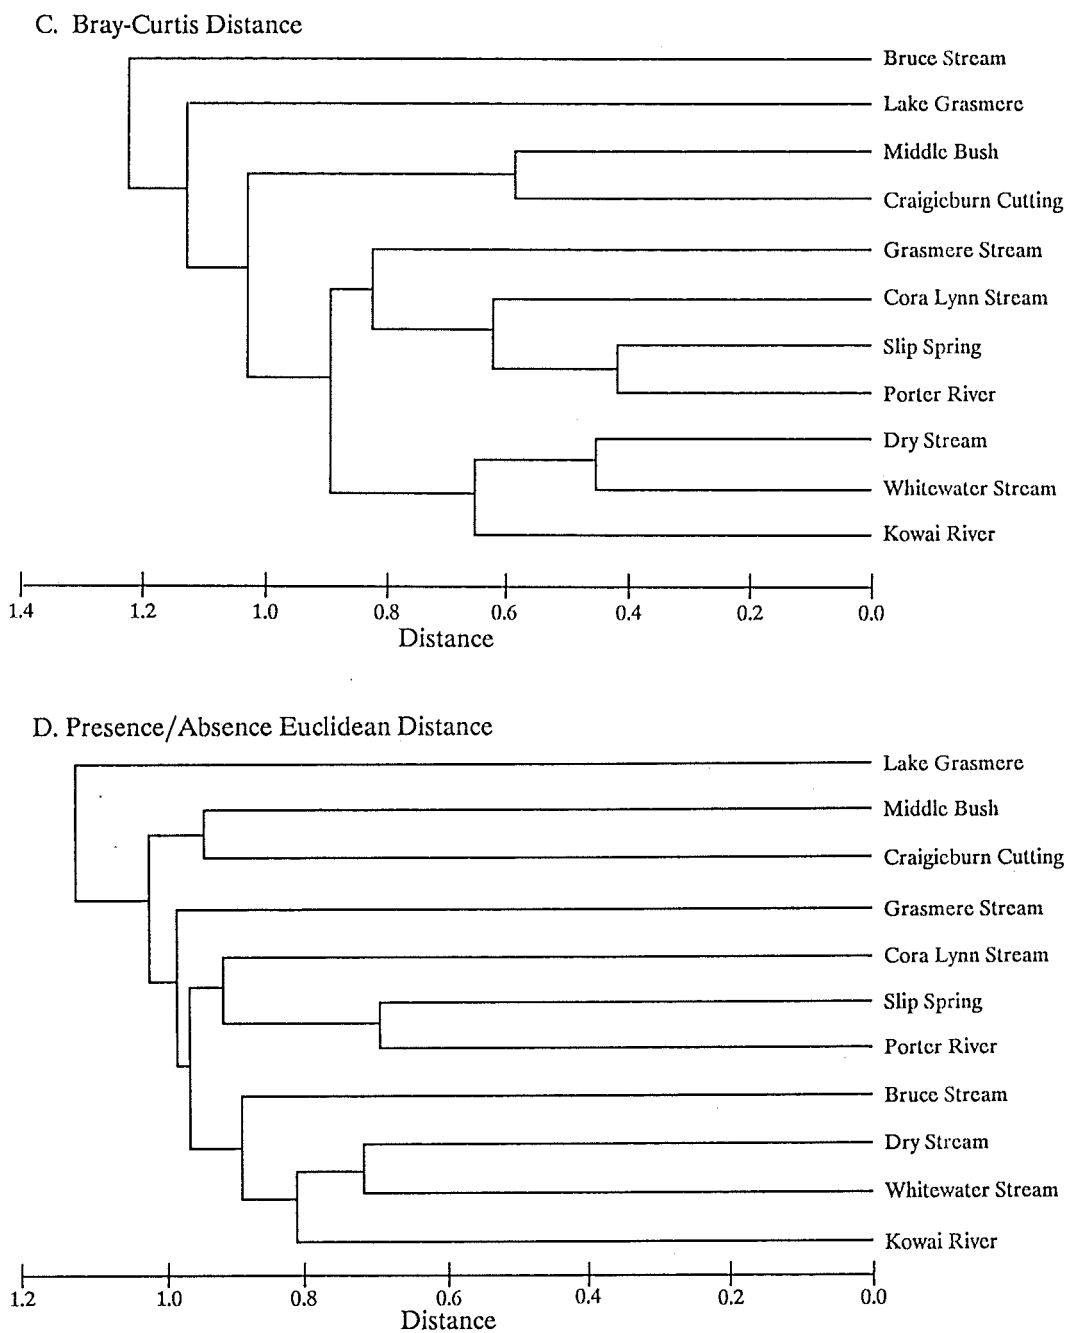 C. Bray-Curtis Distance
Bruce Stream
Lake Grasmere
Middle Bush
Craigieburn Cutting
Grasmere Stream
Cora Lynn Stream
Slip Spring
Porter River
Dry Stream
Whitewater Stream
Kowai River
1.4 1.2 1.0 0.8 0.6 0.4 0.2 0.0
Distance
D. Presence/Absence Euclidean Distance
Lake Grasmere
Middle Bush
Craigieburn Cutting
Grasmere Stream
Cora Lynn Stream
Slip Spring
Porter River
Bruce Stream
Dry Stream
Whitewater Stream
Kowai River
1.2 1.0 0.8 0.6 0.4 0.2 0.0
Distance